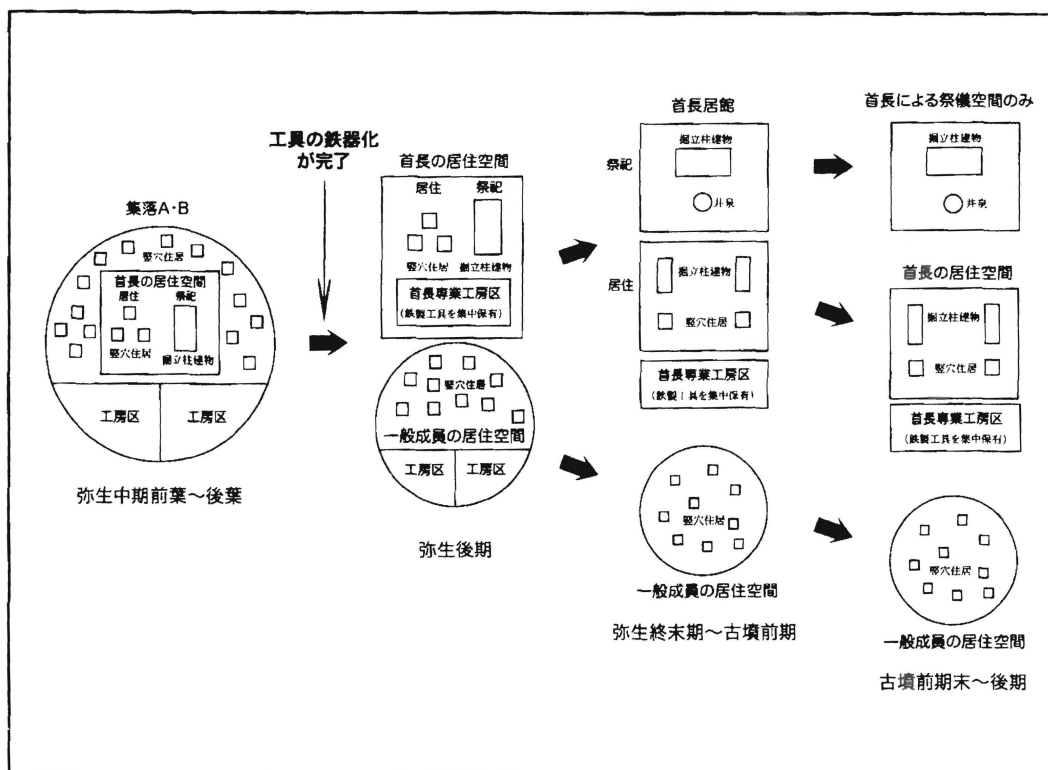 工具の鉄器化
が完了
集落A・B
竪穴住居
首長の居住空間
居住
祭祀
竪穴住居
掘立柱建物
工房区
工房区
弥生中期前葉～後葉
首長の居住空間
居住
祭祀
竪穴住居
掘立柱建物
首長専業工房区
(鉄製工具を集中保有)
竪穴住居
一般成員の居住空間
工房区
工房区
弥生後期
首長居館
祭祀
掘立柱建物
井泉
居住
掘立柱建物
竪穴住居
首長専業工房区
(鉄製工具を集中保有)
竪穴住居
一般成員の居住空間
弥生終末期～古墳前期
首長による祭儀空間のみ
掘立柱建物
井泉
首長の居住空間
掘立柱建物
竪穴住居
首長専業工房区
(鉄製工具を集中保有)
竪穴住居
一般成員の居住空間
古墳前期末～後期